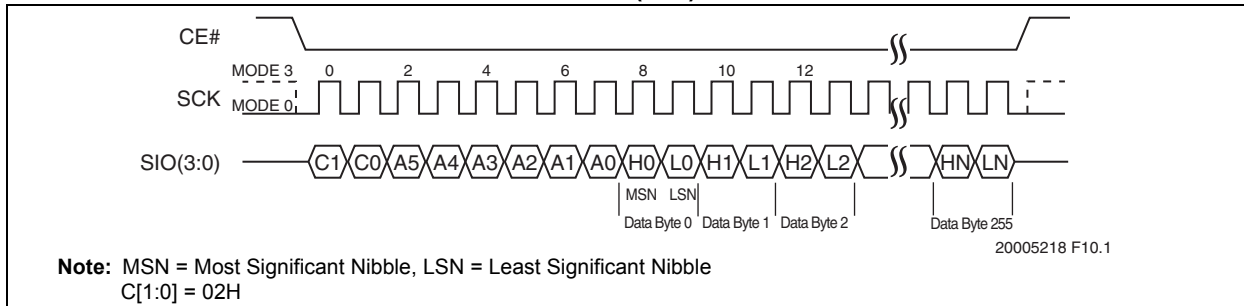 CE#
MODE 3 0 2 4 6 8 10 12
SCK MODE 0
SIO(3:0) C1 C0 A5 A4 A3 A2 A1 A0 H0 L0 H1 L1 H2 L2 HN LN
MSN LSN
Data Byte 0 Data Byte 1 Data Byte 2 Data Byte 255
20005218 F10.1
Note: MSN = Most Significant Nibble, LSN = Least Significant Nibble
C[1:0] = 02H